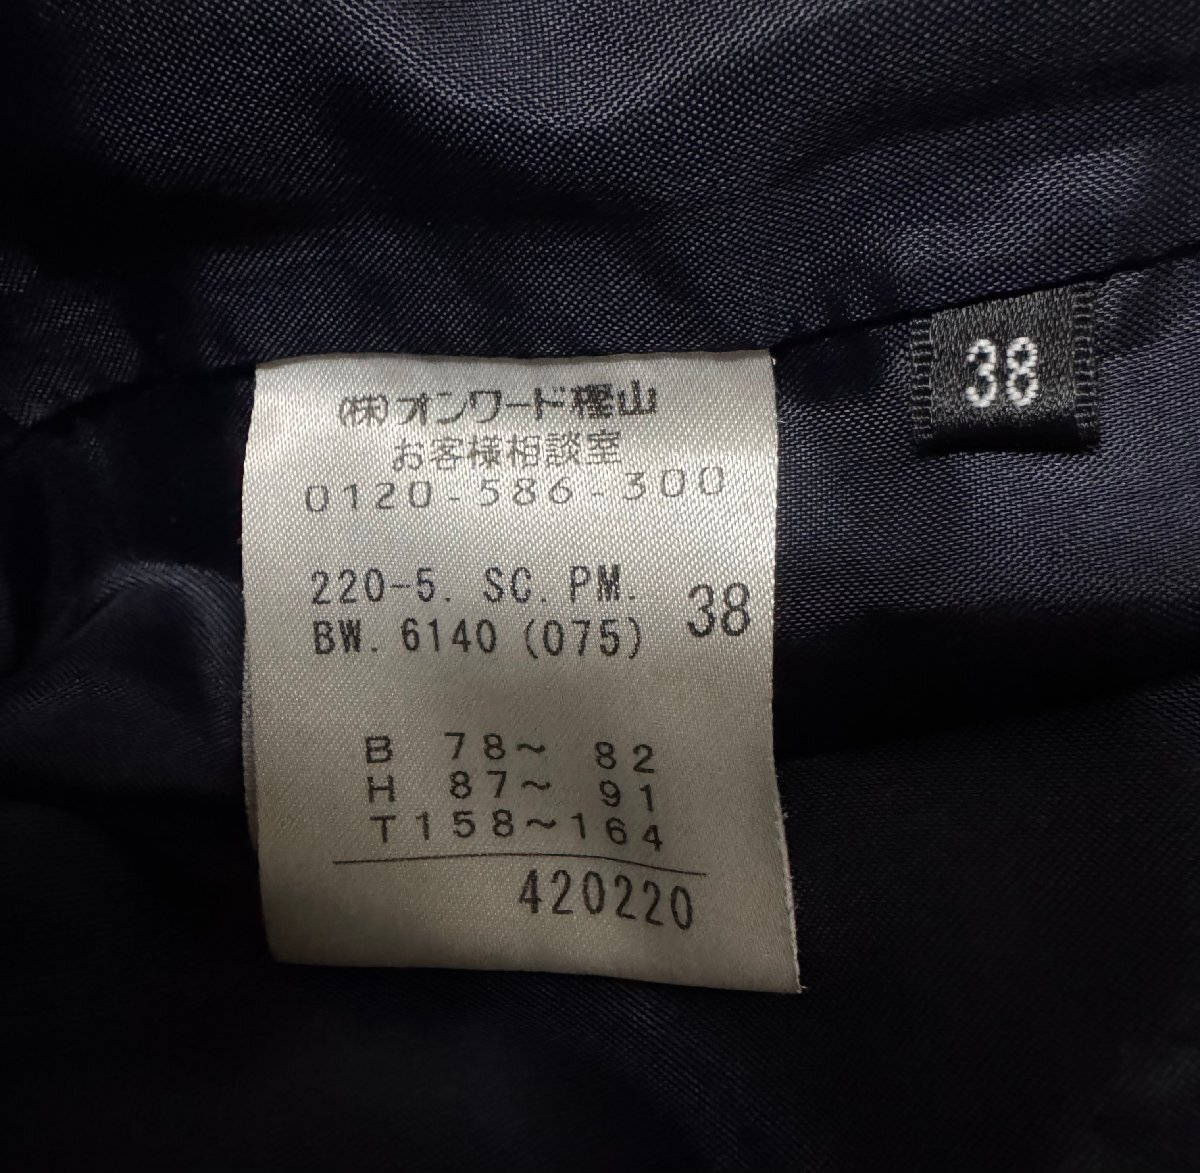 (株)オンワード樫山
お客様相談室
0120-586-300
220-5. SC. PM.
BW. 6140 (075) 38
B 78～ 82
H 87～ 91
T158～164
420220
38